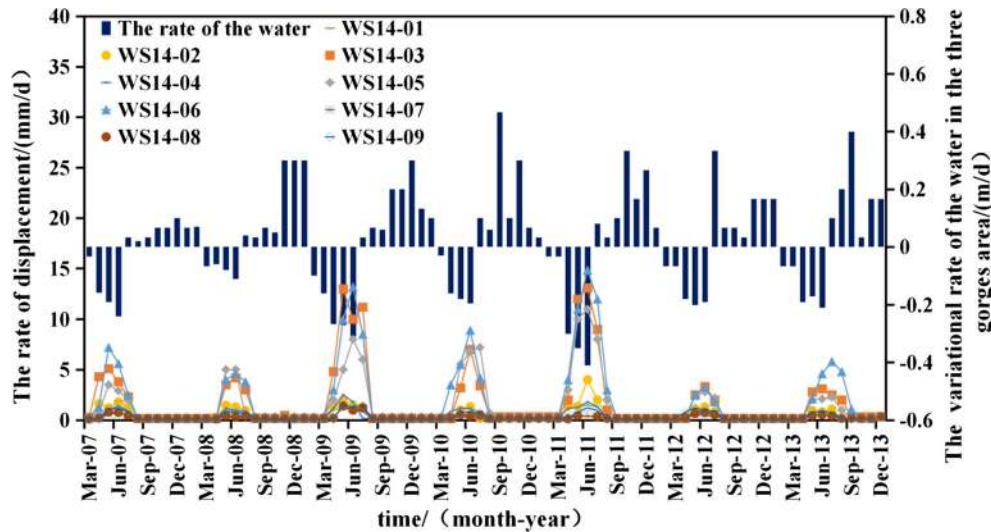 The rate of displacement/(mm/d)
40
35
30
25
20
15
10
5
0
The rate of the water
WS14-01
WS14-02
WS14-03
WS14-04
WS14-05
WS14-06
WS14-07
WS14-08
WS14-09
0.8
0.6
0.4
0.2
0
-0.2
-0.4
-0.6
The variational rate of the water in the three
gorges area/(m/d)
Mar-07
Jun-07
Sep-07
Dec-07
Mar-08
Jun-08
Sep-08
Dec-08
Mar-09
Jun-09
Sep-09
Dec-09
Mar-10
Jun-10
Sep-10
Dec-10
Mar-11
Jun-11
Sep-11
Dec-11
Mar-12
Jun-12
Sep-12
Dec-12
Mar-13
Jun-13
Sep-13
Dec-13
time/（month-year）